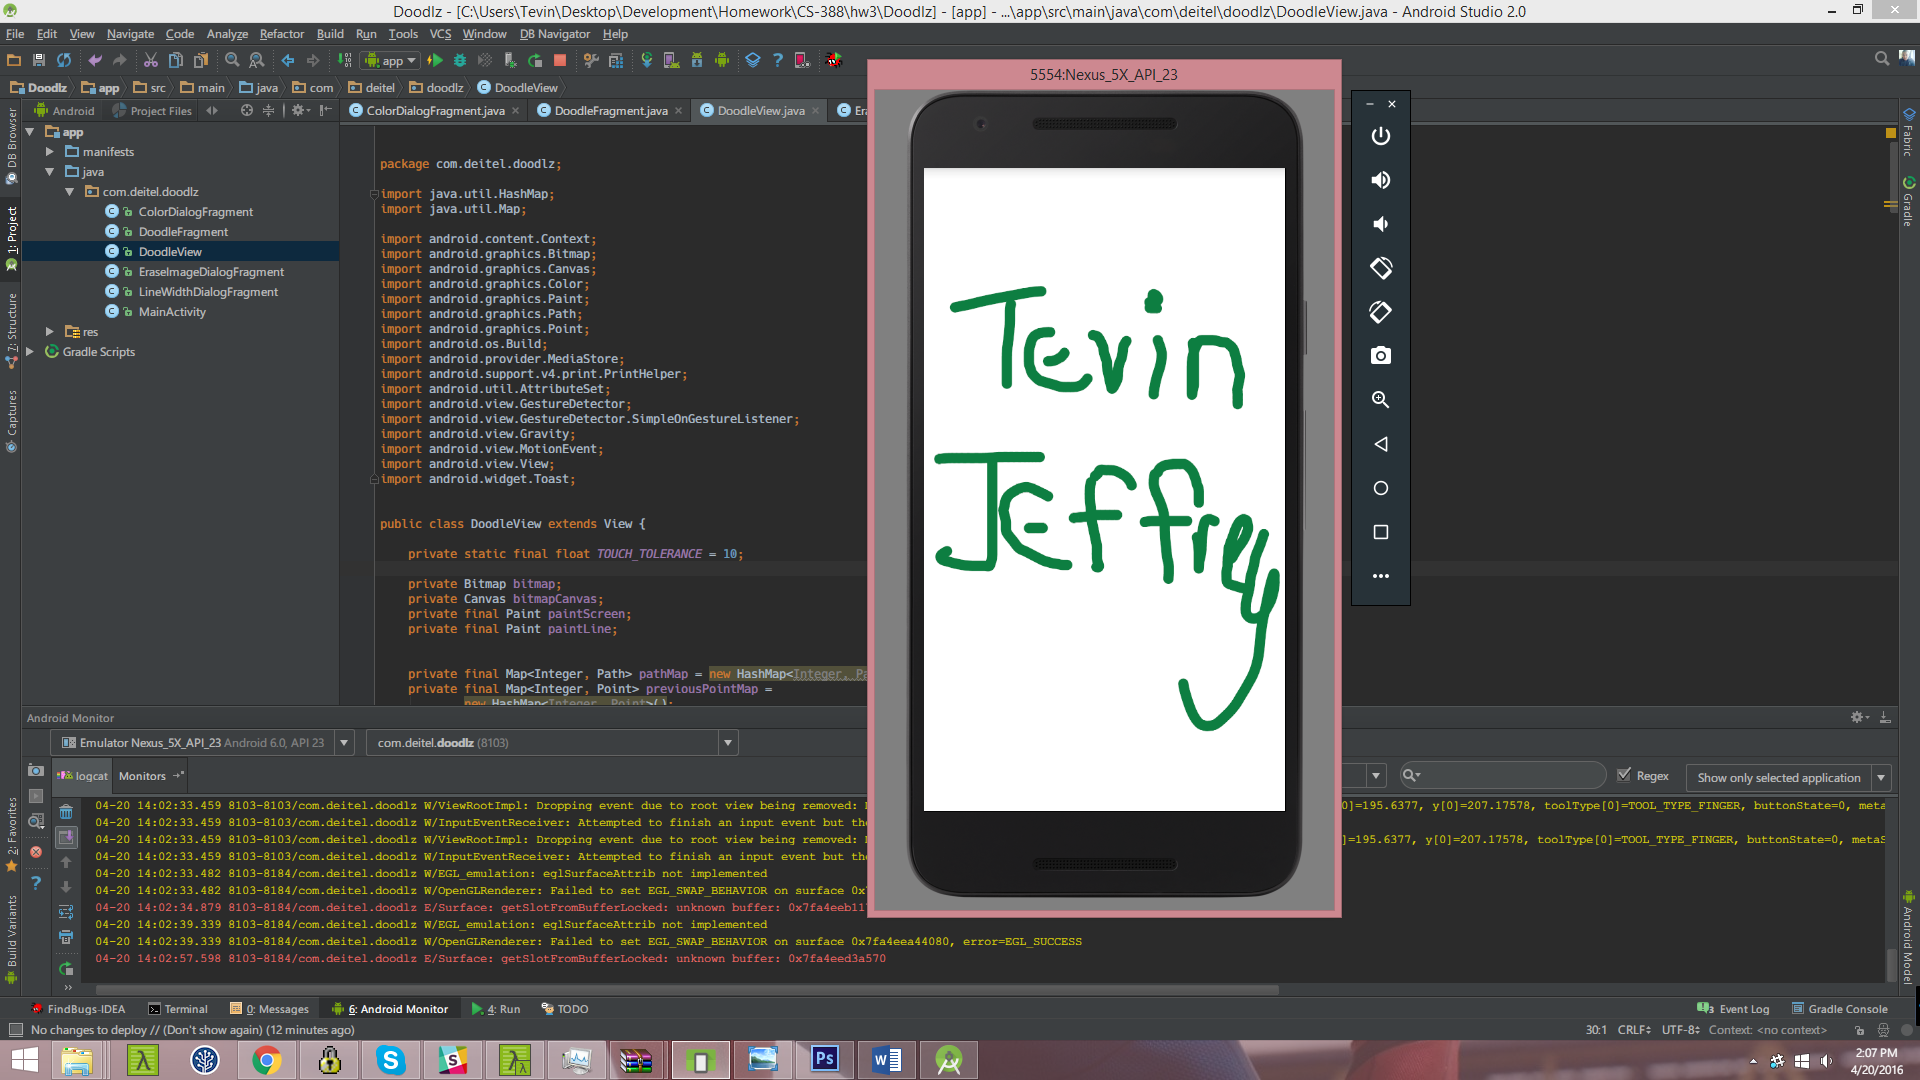 Doodlz - [C:\Users\Tevin\Desktop\Development\Homework\CS-388\hw3\Doodlz] - [app] - ...\app\src\main\java\com\deitel\doodlz\DoodleView.java - Android Studio 2.0
File Edit View Navigate Code Analyze Refactor Build Run Tools VCS Window DB Navigator Help
app
Doodlz app src main java com deitel doodlz DoodleView
Android Project Files
ColorDialogFragment.java DoodleFragment.java DoodleView.java Era
app
manifests
java
com.deitel.doodlz
ColorDialogFragment
DoodleFragment
DoodleView
EraseImageDialogFragment
LineWidthDialogFragment
MainActivity
res
Gradle Scripts
DB Browser
1: Project
7: Structure
Captures
2: Favorites
Build Variants
package com.deitel.doodlz;
import java.util.HashMap;
import java.util.Map;
import android.content.Context;
import android.graphics.Bitmap;
import android.graphics.Canvas;
import android.graphics.Color;
import android.graphics.Paint;
import android.graphics.Path;
import android.graphics.Point;
import android.os.Build;
import android.provider.MediaStore;
import android.support.v4.print.PrintHelper;
import android.util.AttributeSet;
import android.view.GestureDetector;
import android.view.GestureDetector.SimpleOnGestureListener;
import android.view.Gravity;
import android.view.MotionEvent;
import android.view.View;
import android.widget.Toast;
public class DoodleView extends View {
private static final float TOUCH_TOLERANCE = 10;
private Bitmap bitmap;
private Canvas bitmapCanvas;
private final Paint paintScreen;
private final Paint paintLine;
private final Map<Integer, Path> pathMap = new HashMap<Integer, Pa
private final Map<Integer, Point> previousPointMap =
new HashMap<Integer, Point>();
5554:Nexus_5X_API_23
Tevin
Jeffrey
Fabric
Gradle
Android Model
Android Monitor
Emulator Nexus_5X_API_23 Android 6.0, API 23 com.deitel.doodlz (8103)
logcat Monitors Regex Show only selected application
04-20 14:02:33.459 8103-8103/com.deitel.doodlz W/ViewRootImpl: Dropping event due to root view being removed: 0]=195.6377, y[0]=207.17578, toolType[0]=TOOL_TYPE_FINGER, buttonState=0, meta
04-20 14:02:33.459 8103-8103/com.deitel.doodlz W/InputEventReceiver: Attempted to finish an input event but the
04-20 14:02:33.459 8103-8103/com.deitel.doodlz W/ViewRootImpl: Dropping event due to root view being removed: 0]=195.6377, y[0]=207.17578, toolType[0]=TOOL_TYPE_FINGER, buttonState=0, metaS
04-20 14:02:33.459 8103-8103/com.deitel.doodlz W/InputEventReceiver: Attempted to finish an input event but the
04-20 14:02:33.482 8103-8184/com.deitel.doodlz W/EGL_emulation: eglSurfaceAttrib not implemented
04-20 14:02:33.482 8103-8184/com.deitel.doodlz W/OpenGLRenderer: Failed to set EGL_SWAP_BEHAVIOR on surface 0x7
04-20 14:02:34.879 8103-8184/com.deitel.doodlz E/Surface: getSlotFromBufferLocked: unknown buffer: 0x7fa4eeb117
04-20 14:02:39.339 8103-8184/com.deitel.doodlz W/EGL_emulation: eglSurfaceAttrib not implemented
04-20 14:02:39.339 8103-8184/com.deitel.doodlz W/OpenGLRenderer: Failed to set EGL_SWAP_BEHAVIOR on surface 0x7fa4eea44080, error=EGL_SUCCESS
04-20 14:02:57.598 8103-8184/com.deitel.doodlz E/Surface: getSlotFromBufferLocked: unknown buffer: 0x7fa4eed3a570
FindBugs-IDEA Terminal 0: Messages 6: Android Monitor 4: Run TODO Event Log Gradle Console
No changes to deploy // (Don't show again) (12 minutes ago) 30:1 CRLF UTF-8 Context: <no context>
2:07 PM
4/20/2016